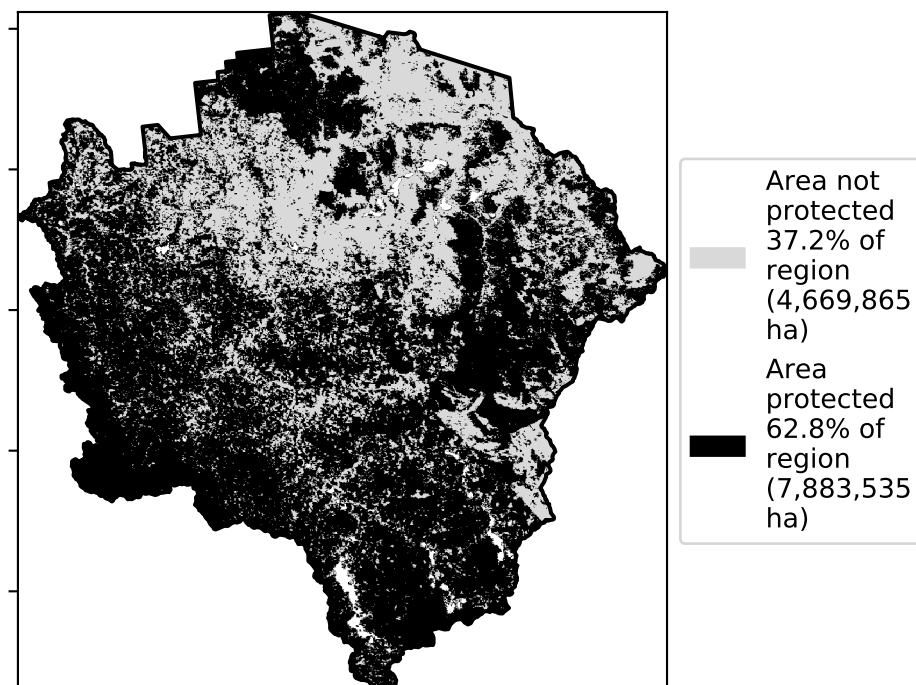 Area not
protected
37.2% of
region
(4,669,865
ha)
Area
protected
62.8% of
region
(7,883,535
ha)